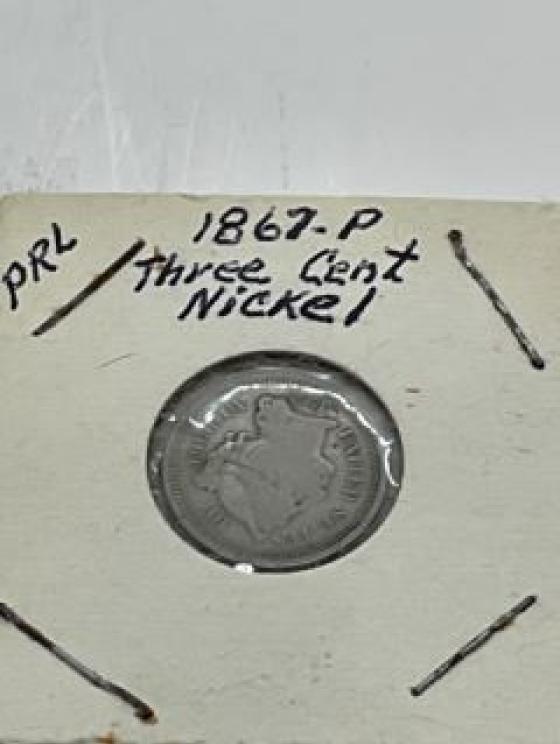 PRL
1867-P
Three Cent
Nickel